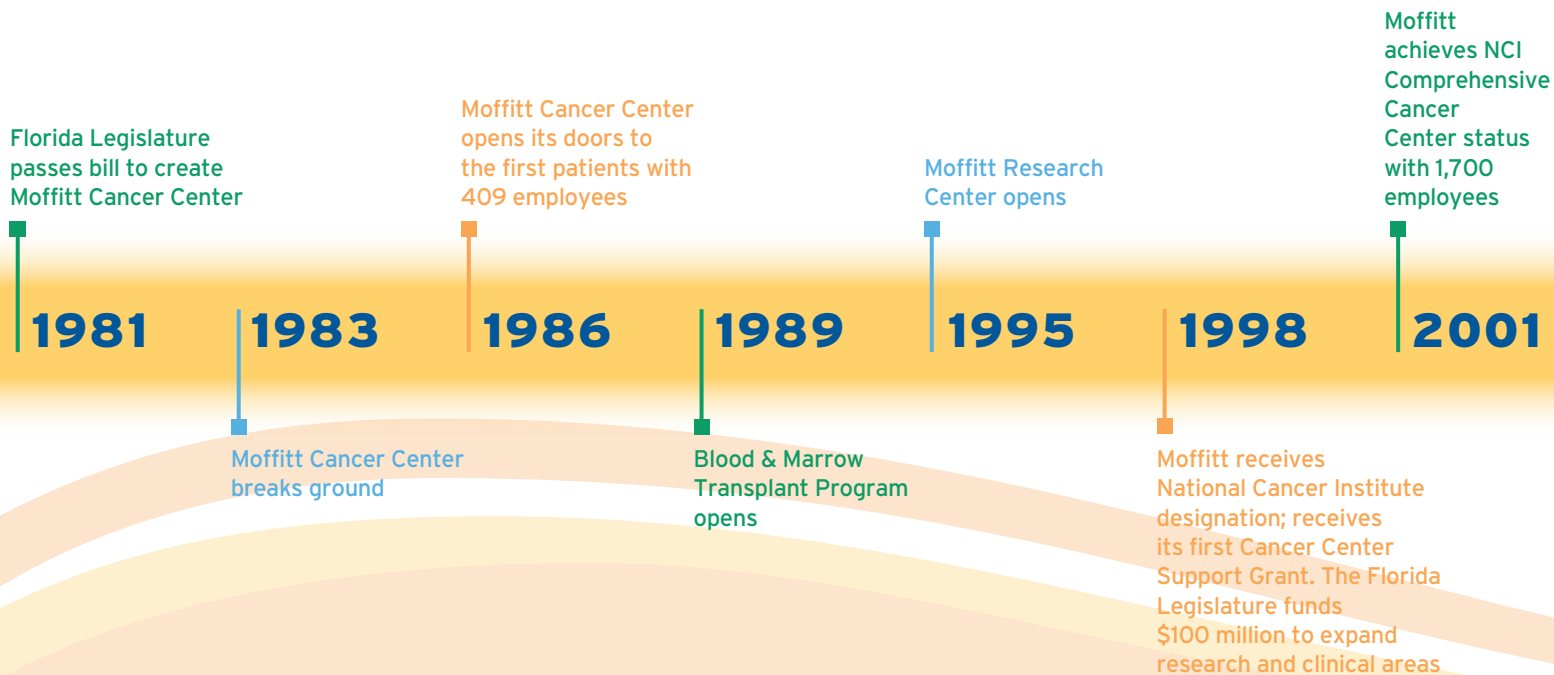 Florida Legislature
passes bill to create
Moffitt Cancer Center
1981
1983
Moffitt Cancer Center
breaks ground
Moffitt Cancer Center
opens its doors to
the first patients with
409 employees
1986
1989
Blood & Marrow
Transplant Program
opens
Moffitt Research
Center opens
1995
1998
Moffitt receives
National Cancer Institute
designation; receives
its first Cancer Center
Support Grant. The Florida
Legislature funds
$100 million to expand
research and clinical areas
Moffitt
achieves NCI
Comprehensive
Cancer
Center status
with 1,700
employees
2001